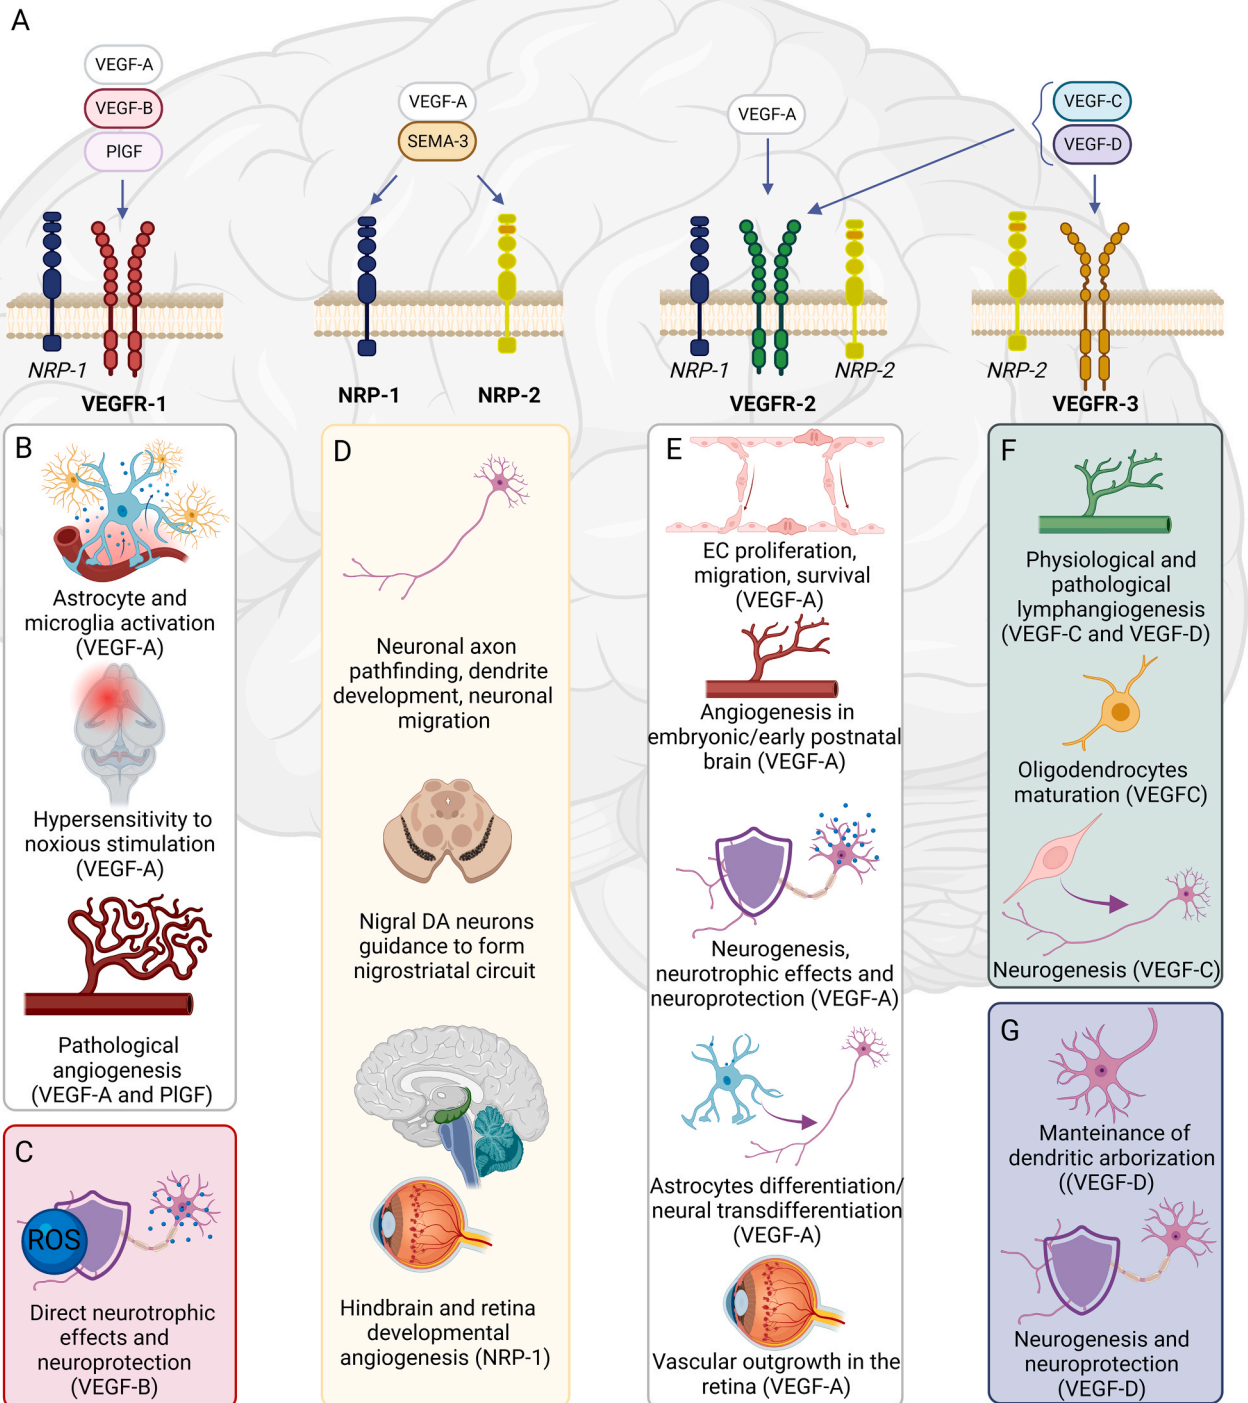 A
VEGF-A
VEGF-B
PlGF
VEGF-A
SEMA-3
VEGF-A
VEGF-C
VEGF-D
NRP-1
VEGFR-1
NRP-1
NRP-2
NRP-1
NRP-2
VEGFR-2
NRP-2
VEGFR-3
B
Astrocyte and
microglia activation
(VEGF-A)
Hypersensitivity to
noxious stimulation
(VEGF-A)
Pathological
angiogenesis
(VEGF-A and PlGF)
C
ROS
Direct neurotrophic
effects and
neuroprotection
(VEGF-B)
D
Neuronal axon
pathfinding, dendrite
development, neuronal
migration
Nigral DA neurons
guidance to form
nigrostriatal circuit
Hindbrain and retina
developmental
angiogenesis (NRP-1)
E
EC proliferation,
migration, survival
(VEGF-A)
Angiogenesis in
embryonic/early postnatal
brain (VEGF-A)
Neurogenesis,
neurotrophic effects and
neuroprotection (VEGF-A)
Astrocytes differentiation/
neural transdifferentiation
(VEGF-A)
Vascular outgrowth in the
retina (VEGF-A)
F
Physiological and
pathological
lymphangiogenesis
(VEGF-C and VEGF-D)
Oligodendrocytes
maturation (VEGFC)
Neurogenesis (VEGF-C)
G
Manteinance of
dendritic arborization
((VEGF-D)
Neurogenesis and
neuroprotection
(VEGF-D)